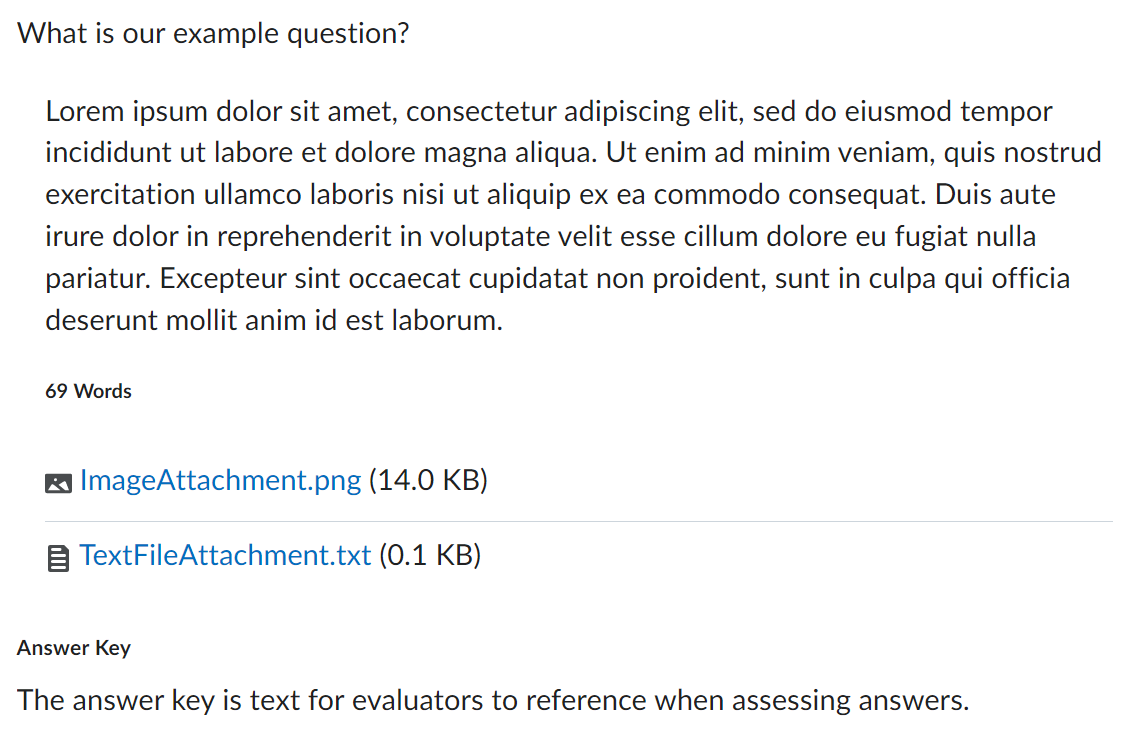 What is our example question?
Lorem ipsum dolor sit amet, consectetur adipiscing elit, sed do eiusmod tempor
incididunt ut labore et dolore magna aliqua. Ut enim ad minim veniam, quis nostrud
exercitation ullamco laboris nisi ut aliquip ex ea commodo consequat. Duis aute
irure dolor in reprehenderit in voluptate velit esse cillum dolore eu fugiat nulla
pariatur. Excepteur sint occaecat cupidatat non proident, sunt in culpa qui officia
deserunt mollit anim id est laborum.
69 Words
ImageAttachment.png (14.0 KB)
TextFileAttachment.txt (0.1 KB)
Answer Key
The answer key is text for evaluators to reference when assessing answers.